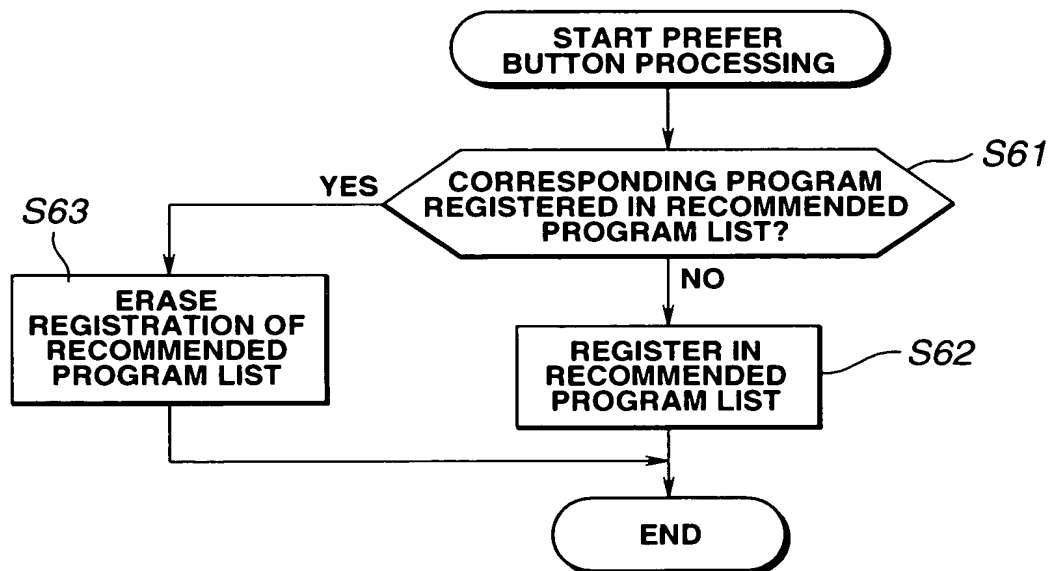 START PREFER
BUTTON PROCESSING
S61
CORRESPONDING PROGRAM
REGISTERED IN RECOMMENDED
PROGRAM LIST?
YES
NO
S63
ERASE
REGISTRATION OF
RECOMMENDED
PROGRAM LIST
S62
REGISTER IN
RECOMMENDED
PROGRAM LIST
END